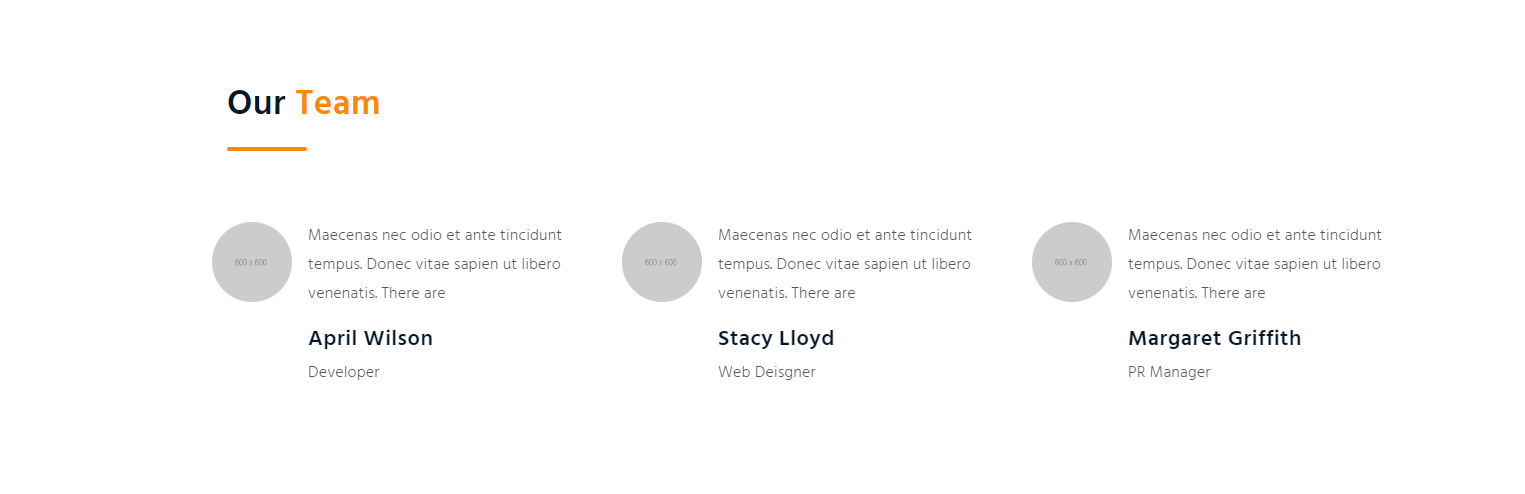 Our Team
600 x 600
Maecenas nec odio et ante tincidunt
tempus. Donec vitae sapien ut libero
venenatis. There are
April Wilson
Developer
600 x 600
Maecenas nec odio et ante tincidunt
tempus. Donec vitae sapien ut libero
venenatis. There are
Stacy Lloyd
Web Deisgner
600 x 600
Maecenas nec odio et ante tincidunt
tempus. Donec vitae sapien ut libero
venenatis. There are
Margaret Griffith
PR Manager